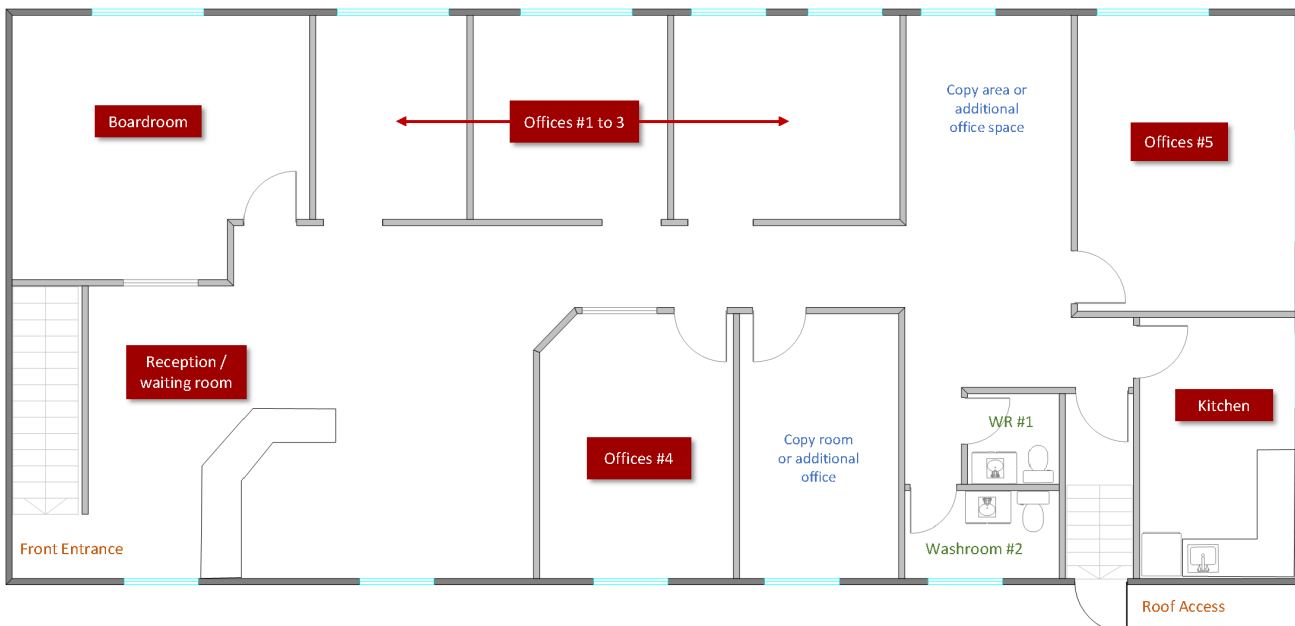 Copy area or
additional
office space
Boardroom
Offices #1 to 3
Offices #5
Reception /
waiting room
Kitchen
WR #1
Offices #4
Copy room
or additional
office
Front Entrance
Washroom #2
Roof Access